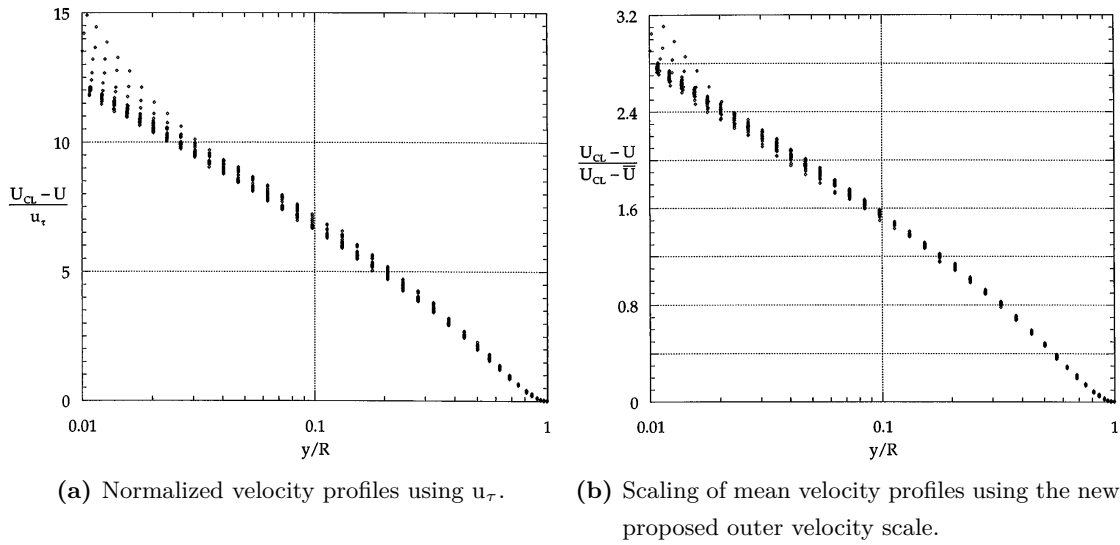 15
10
U_CL – U
u_τ
5
0
0.01
0.1
1
y/R
3.2
2.4
U_CL – U
U_CL – U̅
1.6
0.8
0
0.01
0.1
1
y/R
(a) Normalized velocity profiles using u_τ.
(b) Scaling of mean velocity profiles using the new
proposed outer velocity scale.